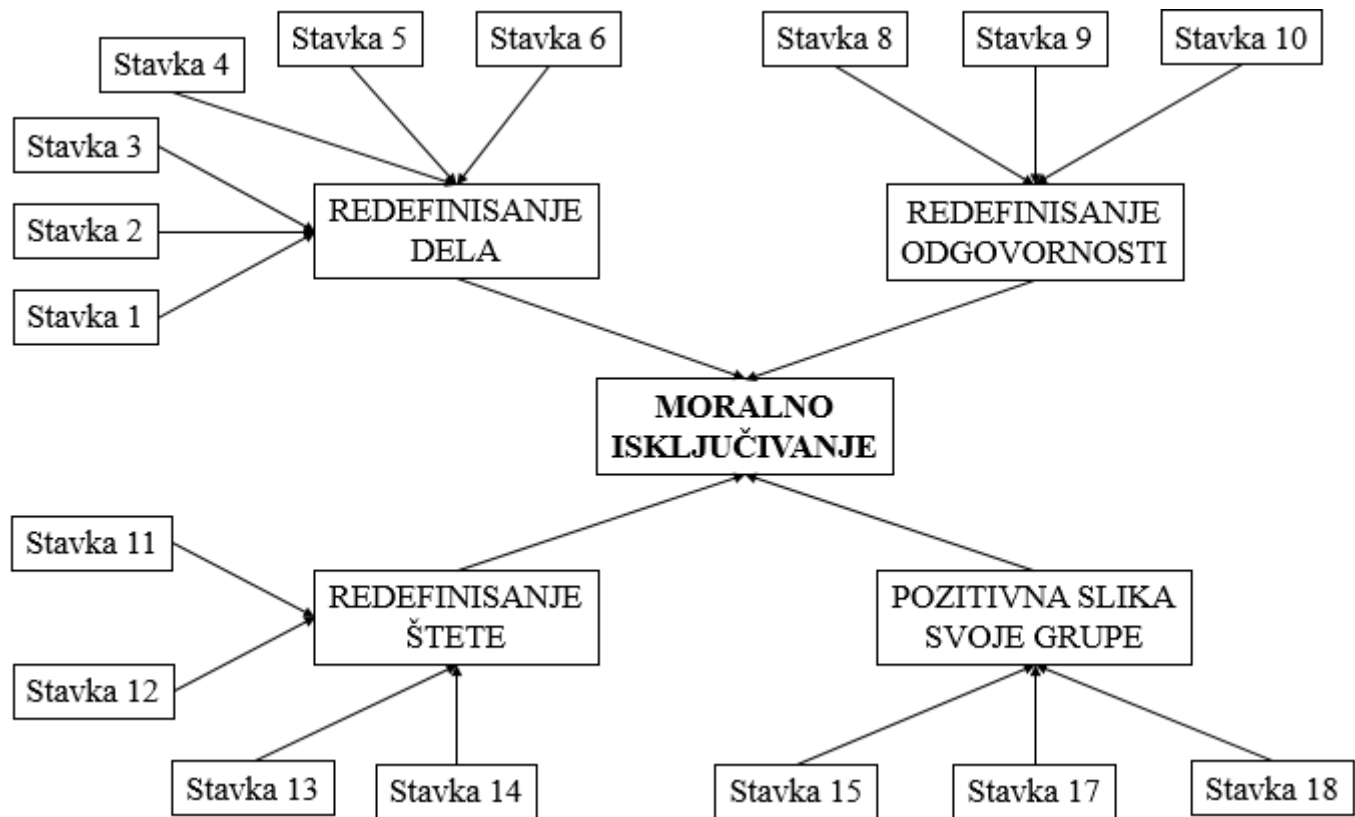 Stavka 4
Stavka 5
Stavka 6
Stavka 8
Stavka 9
Stavka 10
Stavka 3
Stavka 2
Stavka 1
REDEFINISANJE
DELA
REDEFINISANJE
ODGOVORNOSTI
MORALNO
ISKLJUČIVANJE
Stavka 11
Stavka 12
REDEFINISANJE
ŠTETE
POZITIVNA SLIKA
SVOJE GRUPE
Stavka 13
Stavka 14
Stavka 15
Stavka 17
Stavka 18